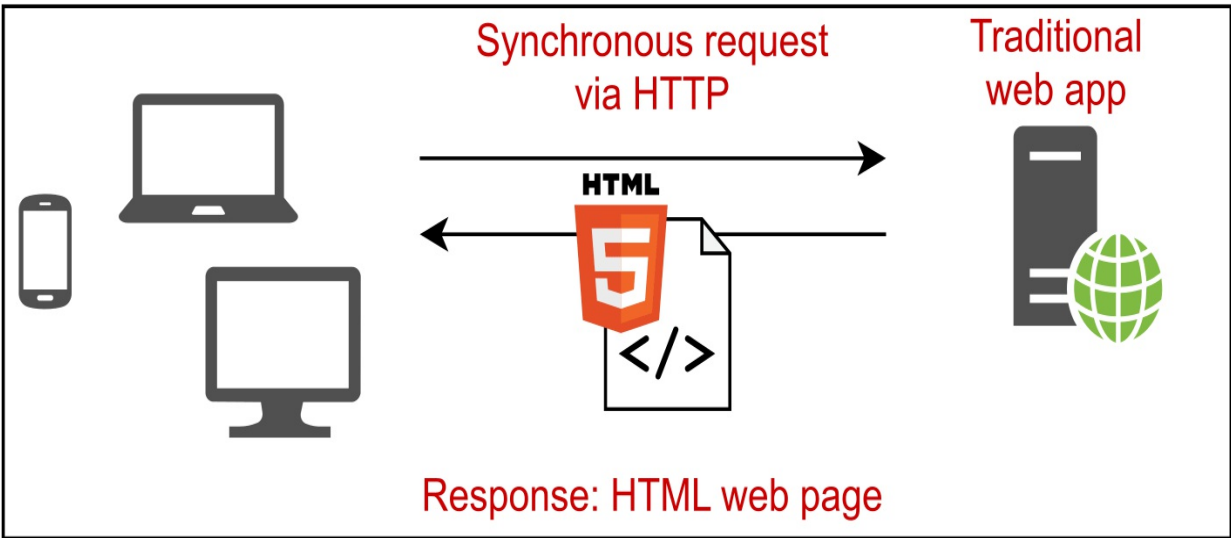 Synchronous request
via HTTP
Traditional
web app
HTML
5
</>
Response: HTML web page